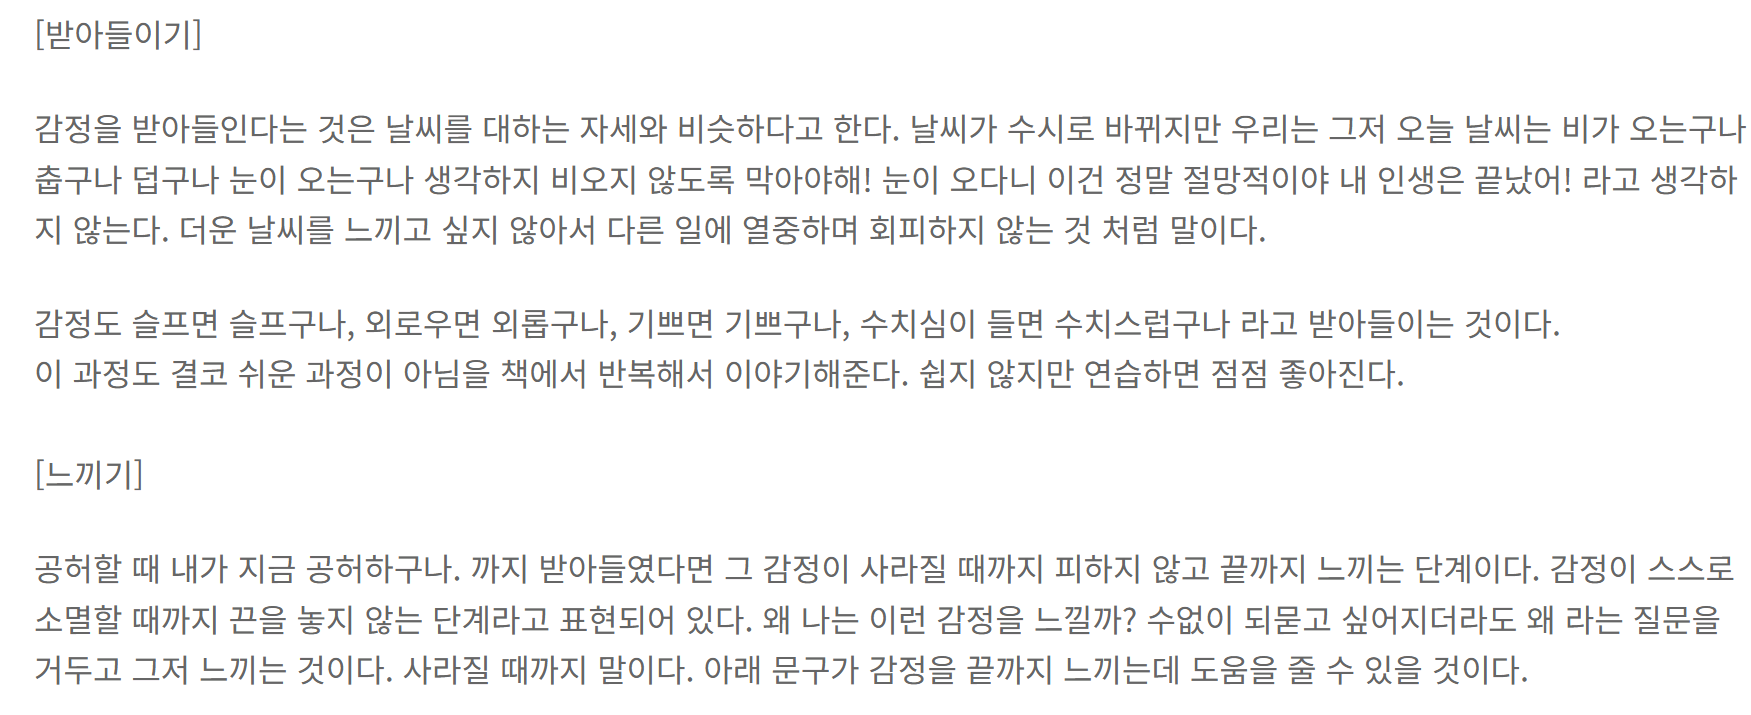 [받아들이기]
감정을 받아들인다는 것은 날씨를 대하는 자세와 비슷하다고 한다. 날씨가 수시로 바뀌지만 우리는 그저 오늘 날씨는 비가 오는구나
춥구나 덥구나 눈이 오는구나 생각하지 비오지 않도록 막아야해! 눈이 오다니 이건 정말 절망적이야 내 인생은 끝났어! 라고 생각하
지 않는다. 더운 날씨를 느끼고 싶지 않아서 다른 일에 열중하며 회피하지 않는 것 처럼 말이다.
감정도 슬프면 슬프구나, 외로우면 외롭구나, 기쁘면 기쁘구나, 수치심이 들면 수치스럽구나 라고 받아들이는 것이다.
이 과정도 결코 쉬운 과정이 아님을 책에서 반복해서 이야기해준다. 쉽지 않지만 연습하면 점점 좋아진다.
[느끼기]
공허할 때 내가 지금 공허하구나. 까지 받아들였다면 그 감정이 사라질 때까지 피하지 않고 끝까지 느끼는 단계이다. 감정이 스스로
소멸할 때까지 끈을 놓지 않는 단계라고 표현되어 있다. 왜 나는 이런 감정을 느낄까? 수없이 되묻고 싶어지더라도 왜 라는 질문을
거두고 그저 느끼는 것이다. 사라질 때까지 말이다. 아래 문구가 감정을 끝까지 느끼는데 도움을 줄 수 있을 것이다.